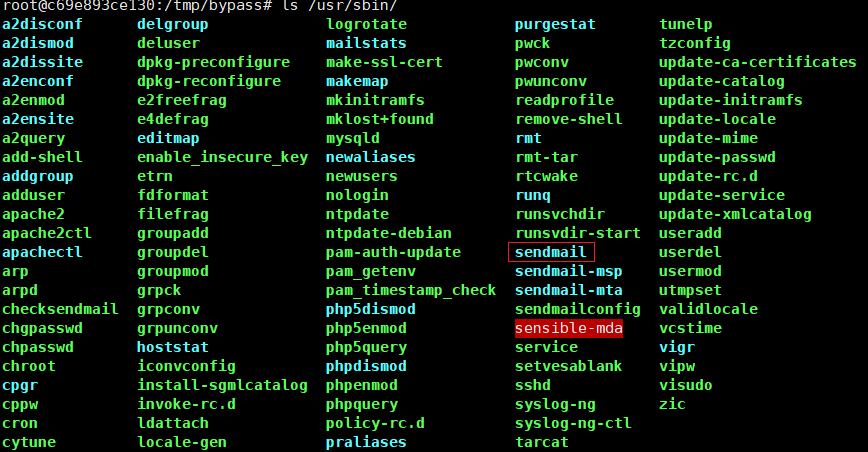 root@c69e893ce130:/tmp/bypass# ls /usr/sbin/
a2disconf delgroup logrotate purgestat tunelp
a2dismod deluser mailstats pwck tzconfig
a2dissite dpkg-preconfigure make-ssl-cert pwconv update-ca-certificates
a2enconf dpkg-reconfigure makemap pwunconv update-catalog
a2enmod e2freefrag mkinitramfs readprofile update-initramfs
a2ensite e4defrag mklost+found remove-shell update-locale
a2query editmap mysqld rmt update-mime
add-shell enable_insecure_key newaliases rmt-tar update-passwd
addgroup etrn newusers rtcwake update-rc.d
adduser fdformat nologin runq update-service
apache2 filefrag ntpdate runsvchdir update-xmlcatalog
apache2ctl groupadd ntpdate-debian runsvdir-start useradd
apachectl groupdel pam-auth-update sendmail userdel
arp groupmod pam_getenv sendmail-msp usermod
arpd grpck pam_timestamp_check sendmail-mta utmpset
checksendmail grpconv php5dismod sendmailconfig validlocale
chgpasswd grpunconv php5enmod sensible-mda vcstime
chpasswd hoststat php5query service vigr
chroot iconvconfig phpdismod setvesablank vipw
cpgr install-sgmlcatalog phpenmod sshd visudo
cppw invoke-rc.d phpquery syslog-ng zic
cron ldattach policy-rc.d syslog-ng-ctl
cytune locale-gen praliases tarcat